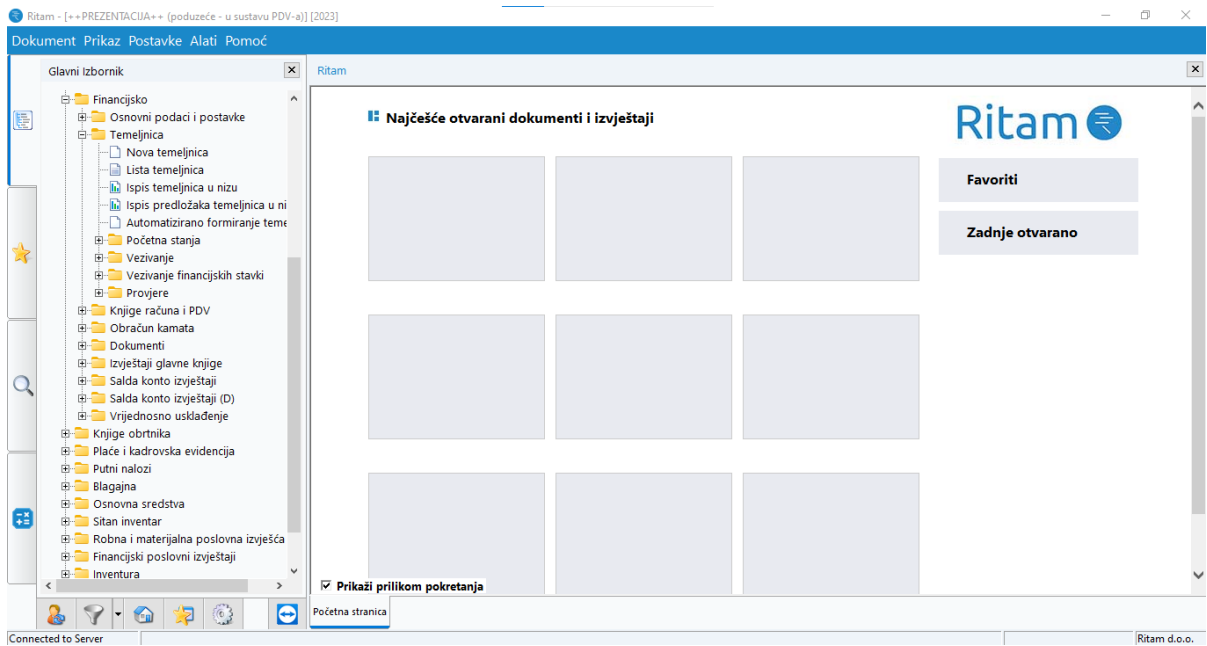 Ritam - [++PREZENTACIJA++ (poduzeće - u sustavu PDV-a)] [2023]
Dokument Prikaz Postavke Alati Pomoć
Glavni Izbornik
Financijsko
Osnovni podaci i postavke
Temeljnica
Nova temeljnica
Lista temeljnica
Ispis temeljnica u nizu
Ispis predložaka temeljnica u ni
Automatizirano formiranje teme
Početna stanja
Vezivanje
Vezivanje financijskih stavki
Provjere
Knjige računa i PDV
Obračun kamata
Dokumenti
Izvještaji glavne knjige
Salda konto izvještaji
Salda konto izvještaji (D)
Vrijednosno usklađenje
Knjige obrtnika
Plaće i kadrovska evidencija
Putni nalozi
Blagajna
Osnovna sredstva
Sitan inventar
Robna i materijalna poslovna izvješća
Financijski poslovni izvještaji
Inventura
Ritam
Najčešće otvarani dokumenti i izvještaji
Ritam
Favoriti
Zadnje otvarano
Prikaži prilikom pokretanja
Početna stranica
Connected to Server
Ritam d.o.o.